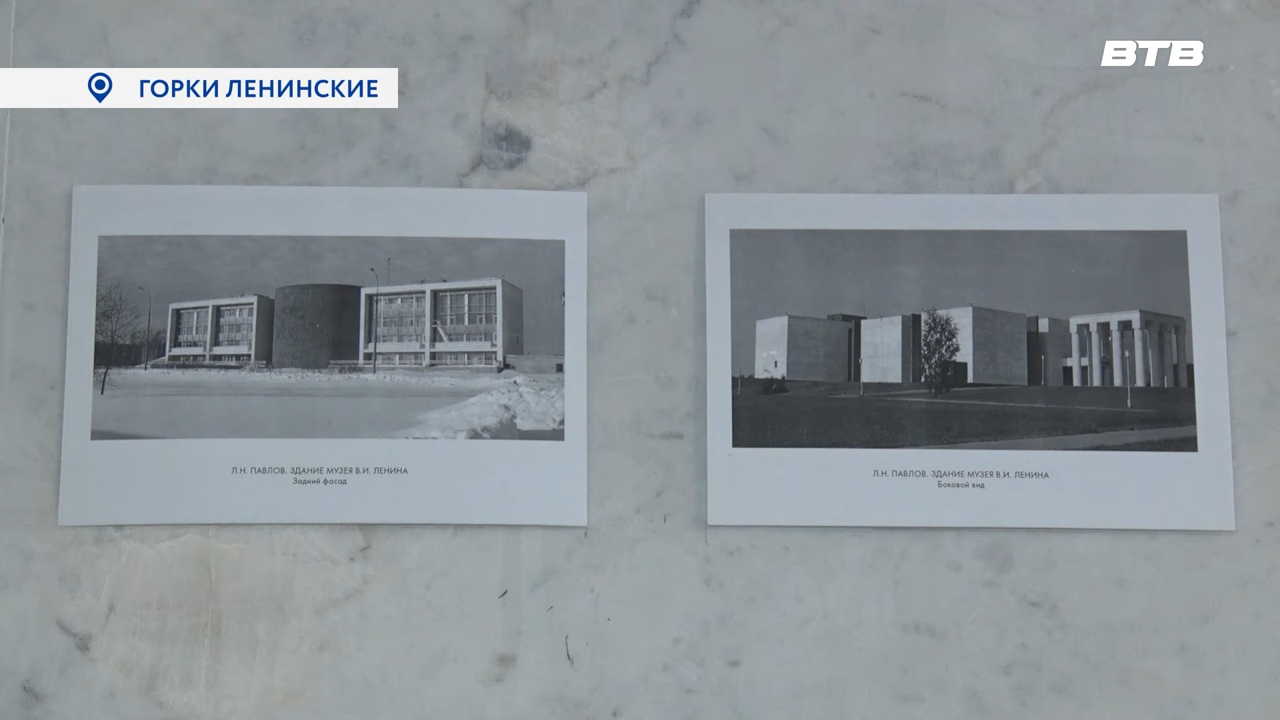 ВТВ
ГОРКИ ЛЕНИНСКИЕ
Л.Н. ПАВЛОВ. ЗДАНИЕ МУЗЕЯ В.И. ЛЕНИНА
Задний фасад
Л.Н. ПАВЛОВ. ЗДАНИЕ МУЗЕЯ В.И. ЛЕНИНА
Боковой вид